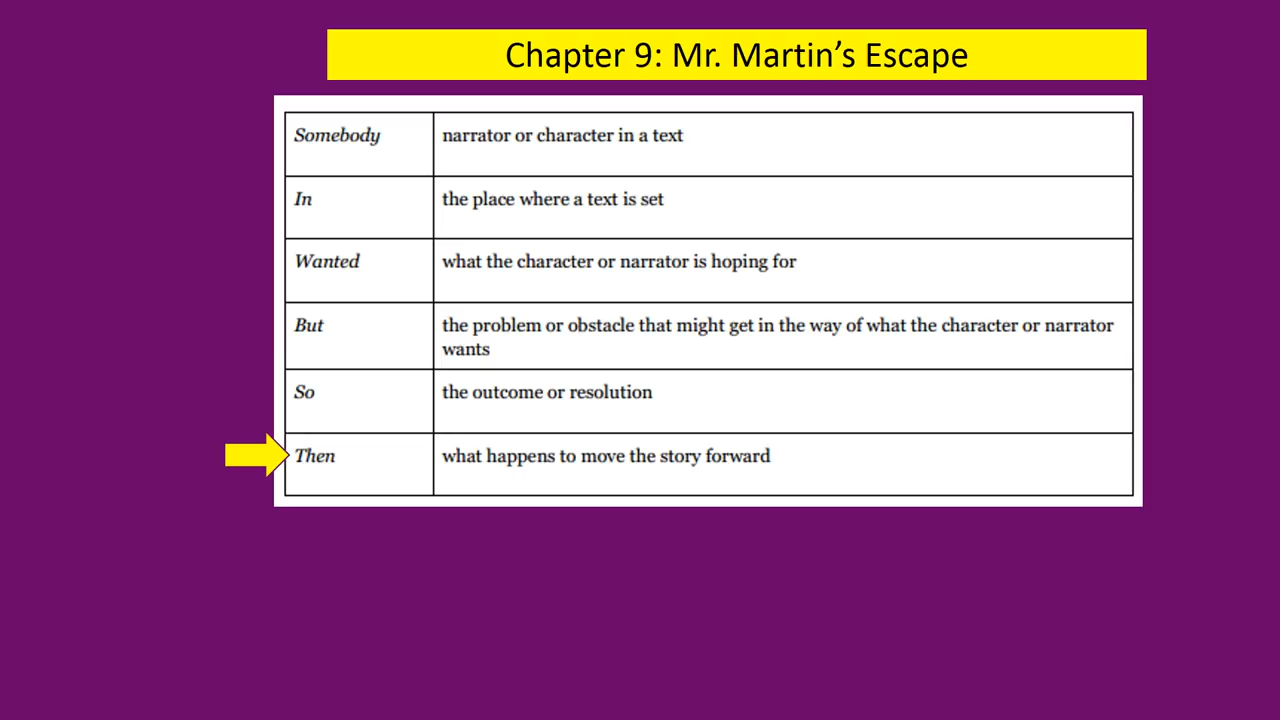 Chapter 9: Mr. Martin’s Escape
Somebody narrator or character in a text
In the place where a text is set
Wanted what the character or narrator is hoping for
But the problem or obstacle that might get in the way of what the character or narrator
wants
So the outcome or resolution
Then what happens to move the story forward